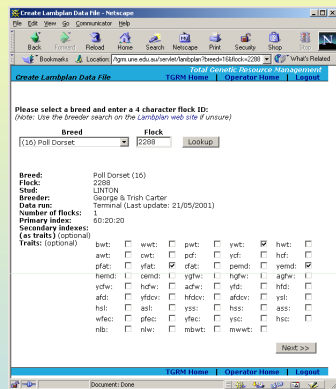 Create Lambplan Data File - Netscape
File Edit View Go Communicator Help
Back Forward Reload Home Search Netscape Print Security Shop Stop
Bookmarks Location: /tgrm.une.edu.au/servlet/lambplan?breed=16&flock=2288 What's Related
Total Genetic Resource Management
Create Lambplan Data File TGRM Home | Operator Home | Logout
Please select a breed and enter a 4 character flock ID:
(Note: Use the breeder search on the Lambplan web site if unsure)
Breed Flock
(16) Poll Dorset 2288 Lookup
Breed: Poll Dorset (16)
Flock: 2288
Stud: LINTON
Breeder: George & Trish Carter
Data run: Terminal (Last update: 21/05/2001)
Number of flocks: 1
Primary index: 60:20:20
Secondary indexes:
(as traits) (optional)
Traits: (optional) bwt: wwt: pwt: ywt: hwt:
awt: cwt: pcf: ycf: hcf:
pfat: yfat: cfat: pemd: yemd:
hemd: cemd: ygfw: hgfw: agfw:
ycfw: hcfw: acfw: yfd: hfd:
afd: yfdcv: hfdcv: afdcv: ysl:
hsl: asl: yss: hss: ass:
wfec: pfec: yfec: ysc: hsc:
nlb: nlw: mbwt: mwwt:
Next >>
TGRM Home | Operator Home | Logout
Document: Done